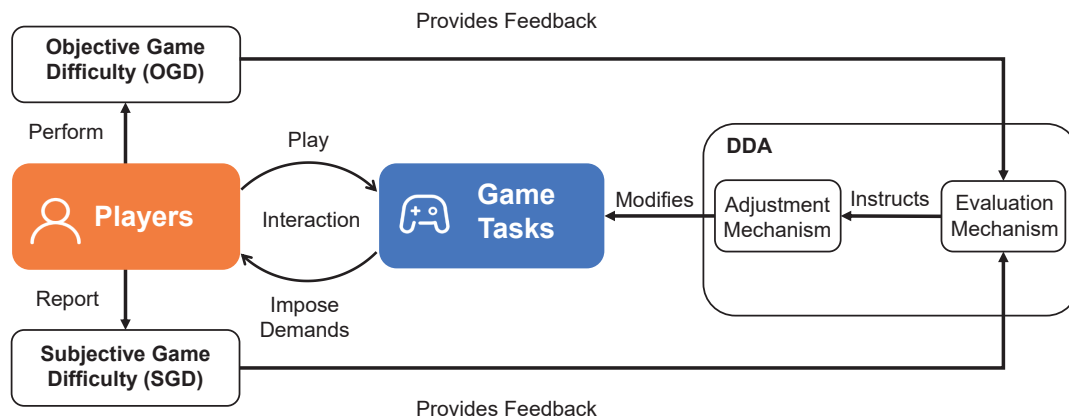 Provides Feedback
Objective Game
Difficulty (OGD)
Perform
Play
DDA
Players
Interaction
Game
Tasks
Modifies
Adjustment
Mechanism
Instructs
Evaluation
Mechanism
Report
Impose
Demands
Subjective Game
Difficulty (SGD)
Provides Feedback